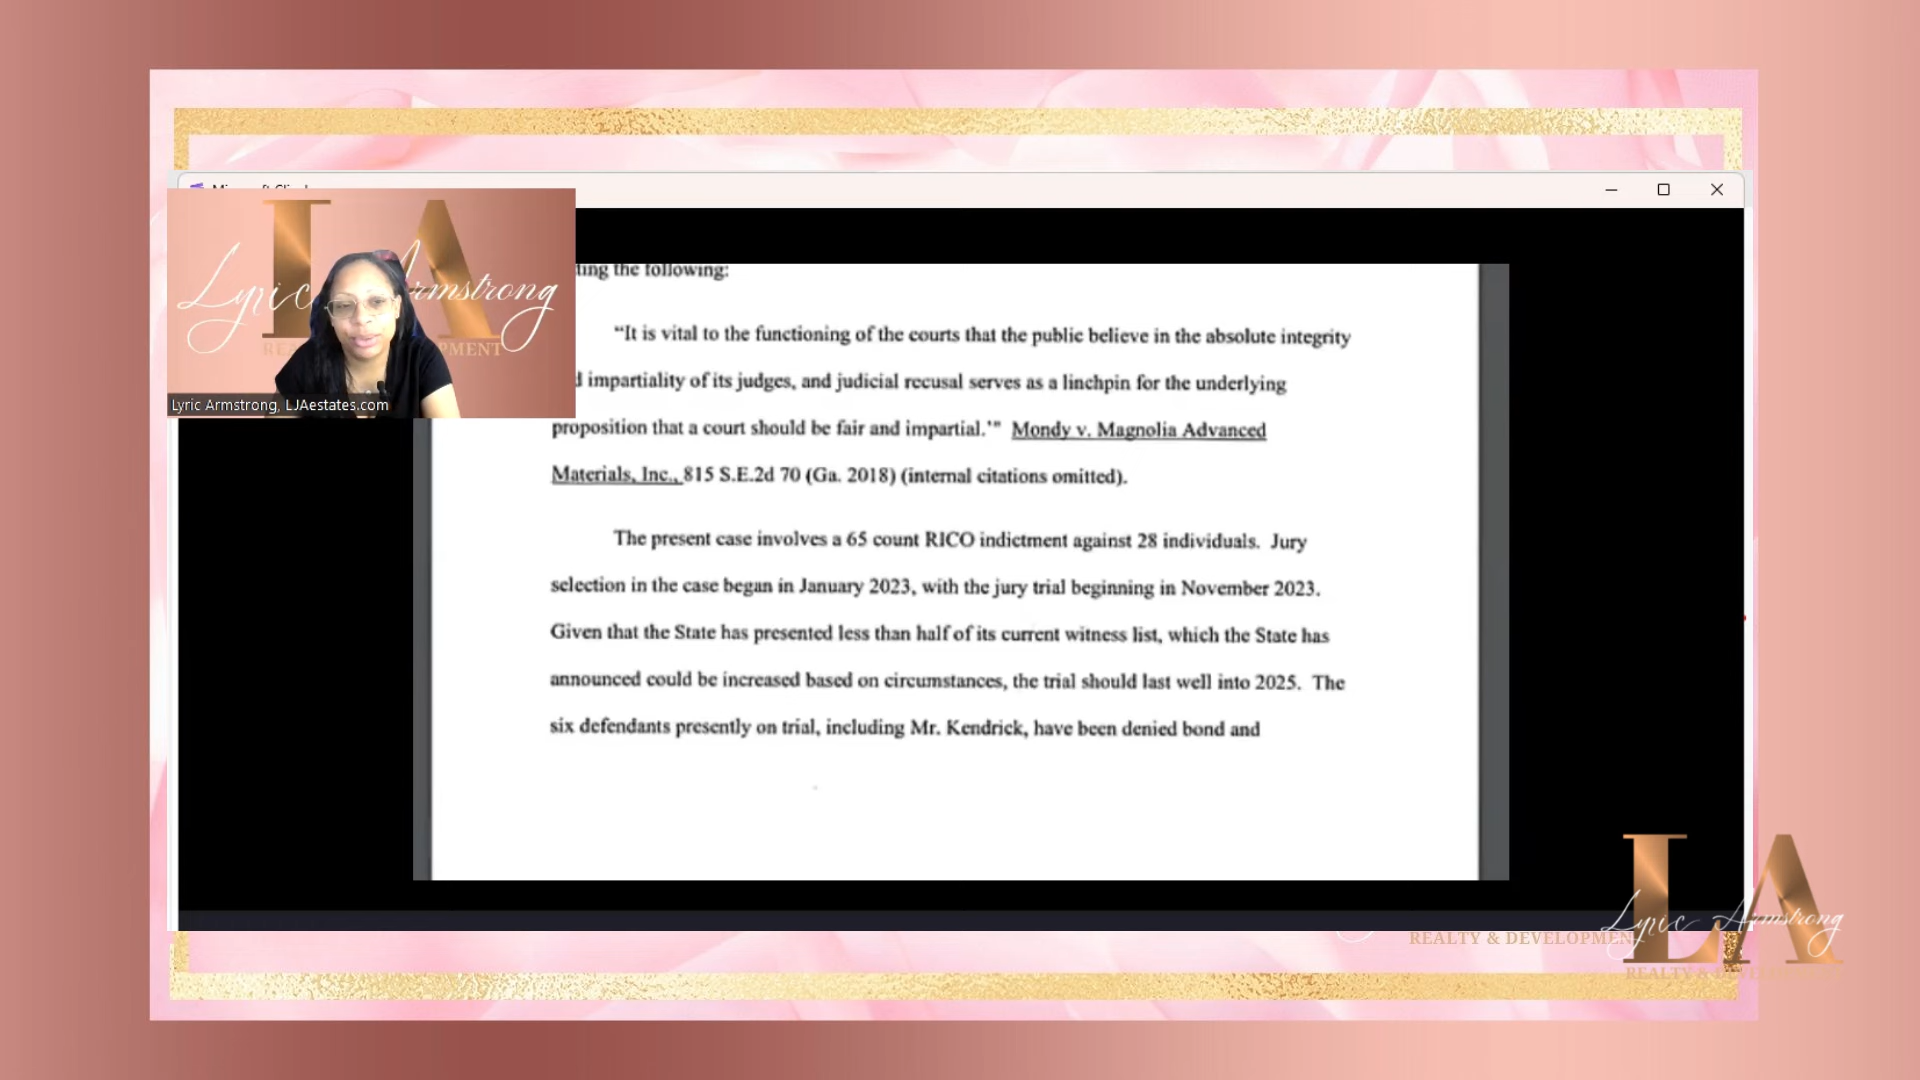 LA
Lyric Armstrong
Lyric Armstrong, LJAestates.com
ting the following:
“It is vital to the functioning of the courts that the public believe in the absolute integrity
d impartiality of its judges, and judicial recusal serves as a linchpin for the underlying
proposition that a court should be fair and impartial.’” Mondy v. Magnolia Advanced
Materials, Inc., 815 S.E.2d 70 (Ga. 2018) (internal citations omitted).
The present case involves a 65 count RICO indictment against 28 individuals. Jury
selection in the case began in January 2023, with the jury trial beginning in November 2023.
Given that the State has presented less than half of its current witness list, which the State has
announced could be increased based on circumstances, the trial should last well into 2025. The
six defendants presently on trial, including Mr. Kendrick, have been denied bond and
LA
Lyric Armstrong
REALTY & DEVELOPMEN
REALTY &